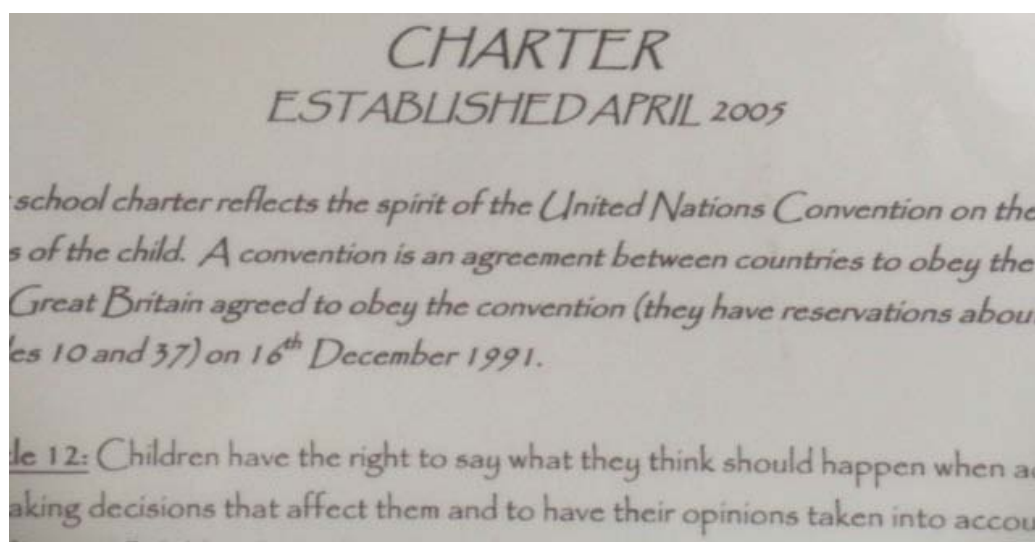 CHARTER
ESTABLISHED APRIL 2005
school charter reflects the spirit of the United Nations Convention on the
s of the child. A convention is an agreement between countries to obey the
Great Britain agreed to obey the convention (they have reservations abou
les 10 and 37) on 16th December 1991.
le 12: Children have the right to say what they think should happen when a
aking decisions that affect them and to have their opinions taken into accou